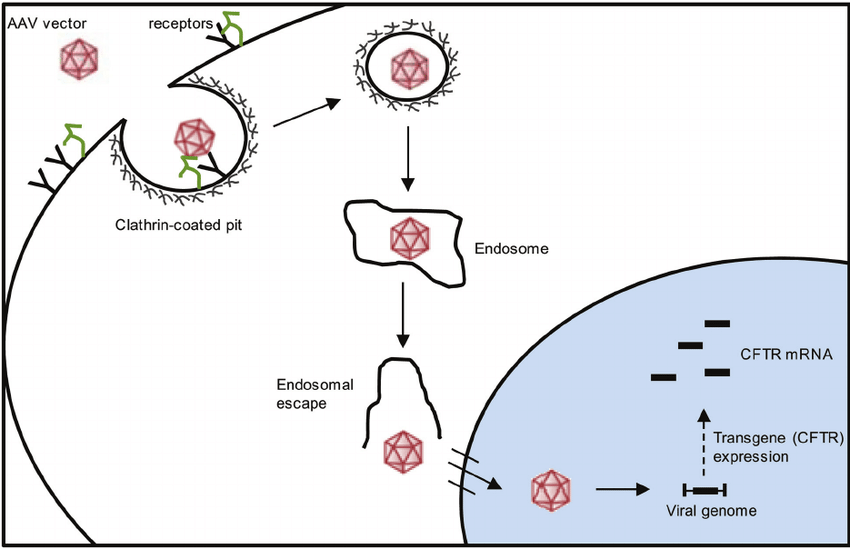 AAV vector
receptors
Clathrin-coated pit
Endosome
Endosomal
escape
CFTR mRNA
Transgene (CFTR)
expression
Viral genome